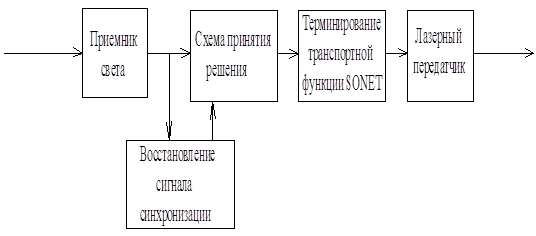 Приемник
света
Схема принятия
решения
Терминирование
транспортной
функции SONET
Лазерный
передатчик
Восстановление
сигнала
синхронизации